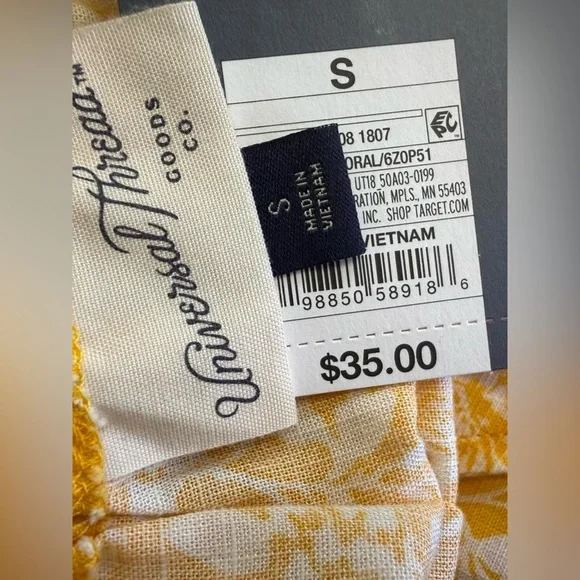 Universal Thread™
GOODS
CO.
S
08 1807
ORAL/6Z0P51
UT18 50A03-0199
RATION, MPLS., MN 55403
INC. SHOP TARGET.COM
VIETNAM
S
MADE IN
VIETNAM
98850 58918 6
$35.00
EPC